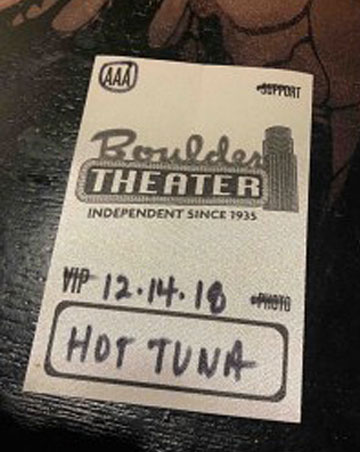 AAA
SUPPORT
Boulder
THEATER
INDEPENDENT SINCE 1935
VIP 12.14.18 PHOTO
HOT TUNA